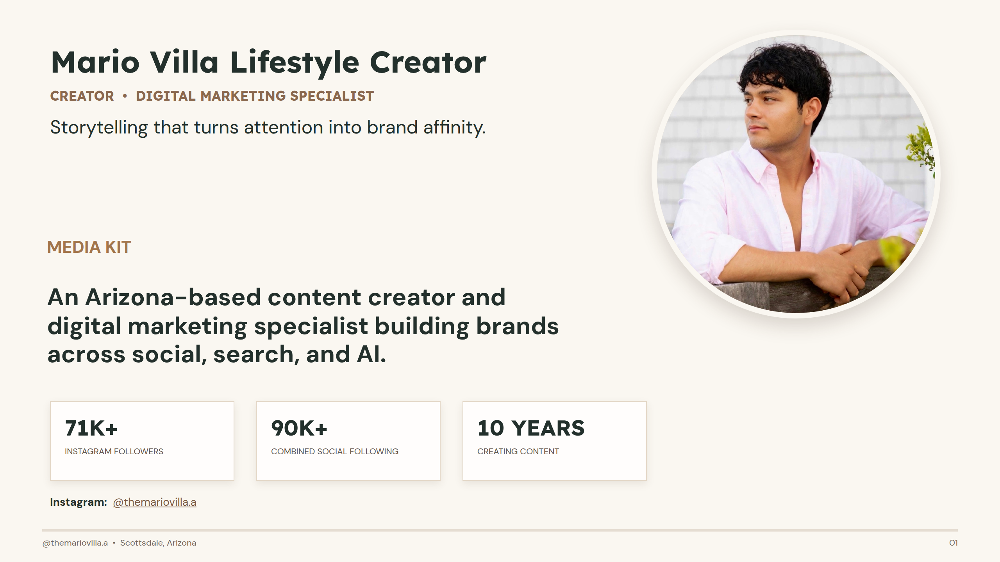 Mario Villa Lifestyle Creator
CREATOR • DIGITAL MARKETING SPECIALIST
Storytelling that turns attention into brand affinity.
MEDIA KIT
An Arizona-based content creator and
digital marketing specialist building brands
across social, search, and AI.
71K+
INSTAGRAM FOLLOWERS
90K+
COMBINED SOCIAL FOLLOWING
10 YEARS
CREATING CONTENT
Instagram: @themariovilla.a
@themariovilla.a • Scottsdale, Arizona
01